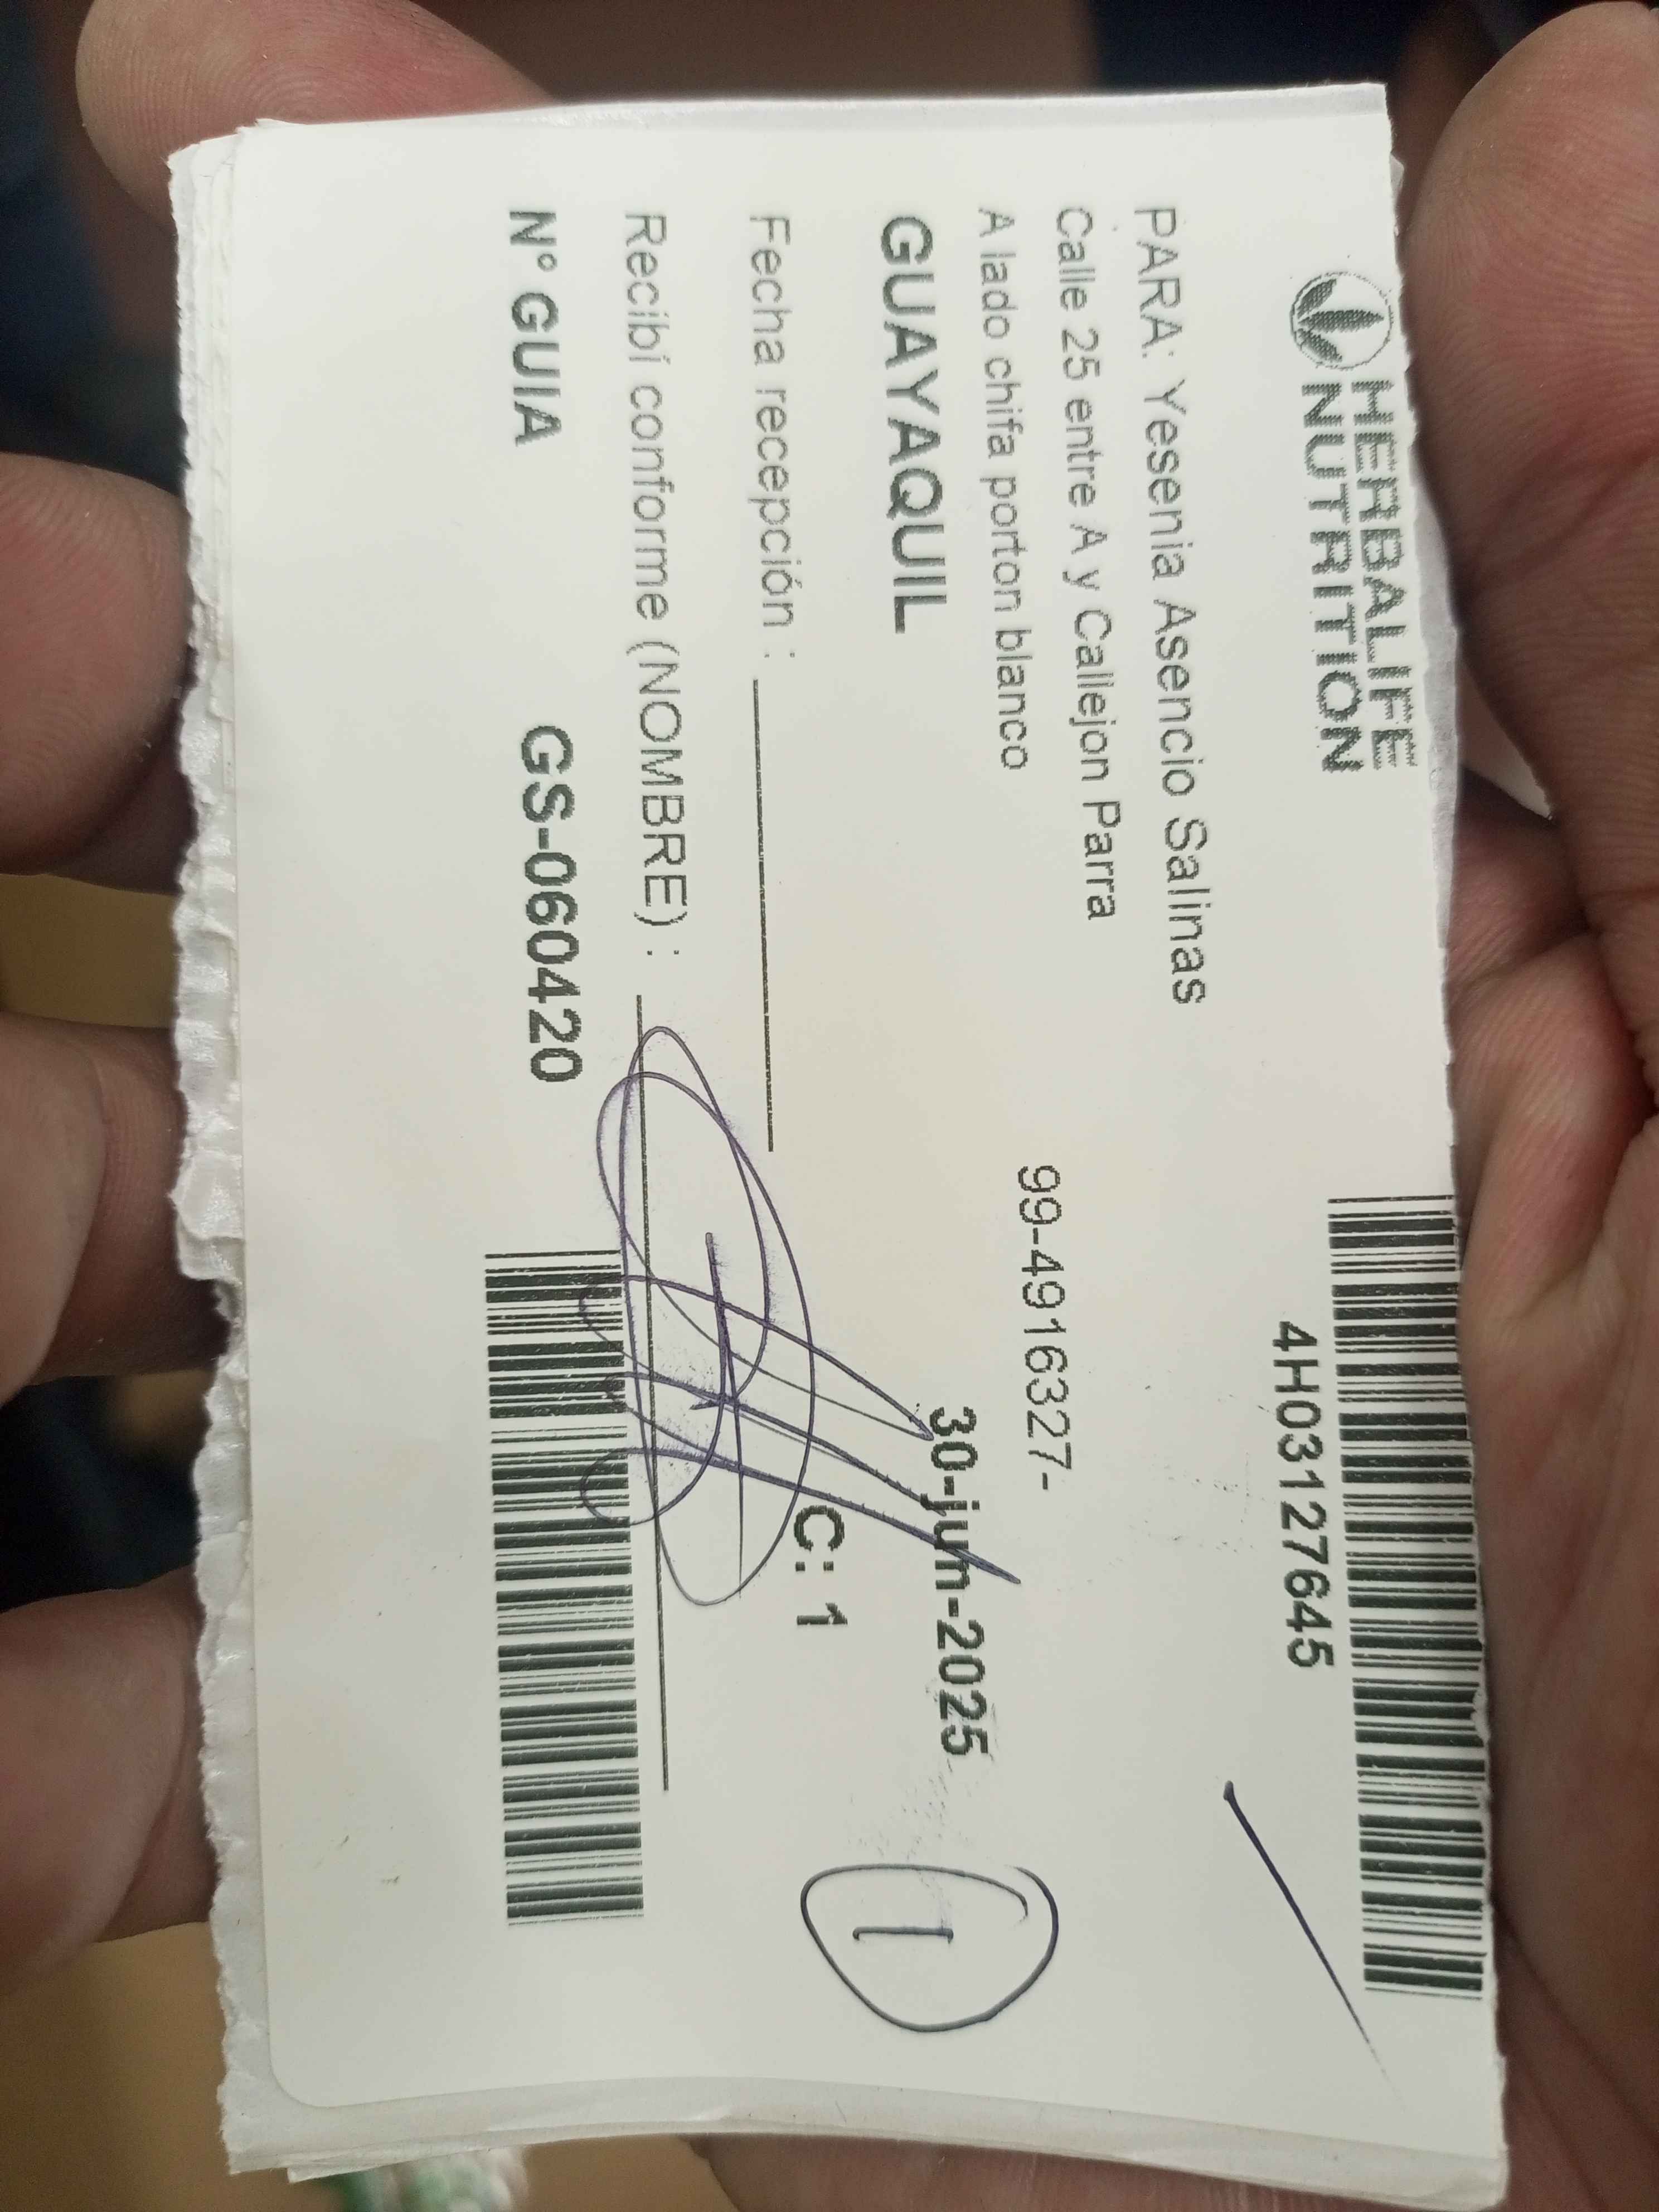 HERBALIFE
NUTRITION
4H03127645
PARA: Yesenia Asencio Salinas
Calle 25 entre A y Callejon Parra
99-4916327-
A lado chifa porton blanco
30-jun-2025
GUAYAQUIL
C: 1
1
Fecha recepción :
Recibí conforme (NOMBRE) :
N° GUIA GS-060420